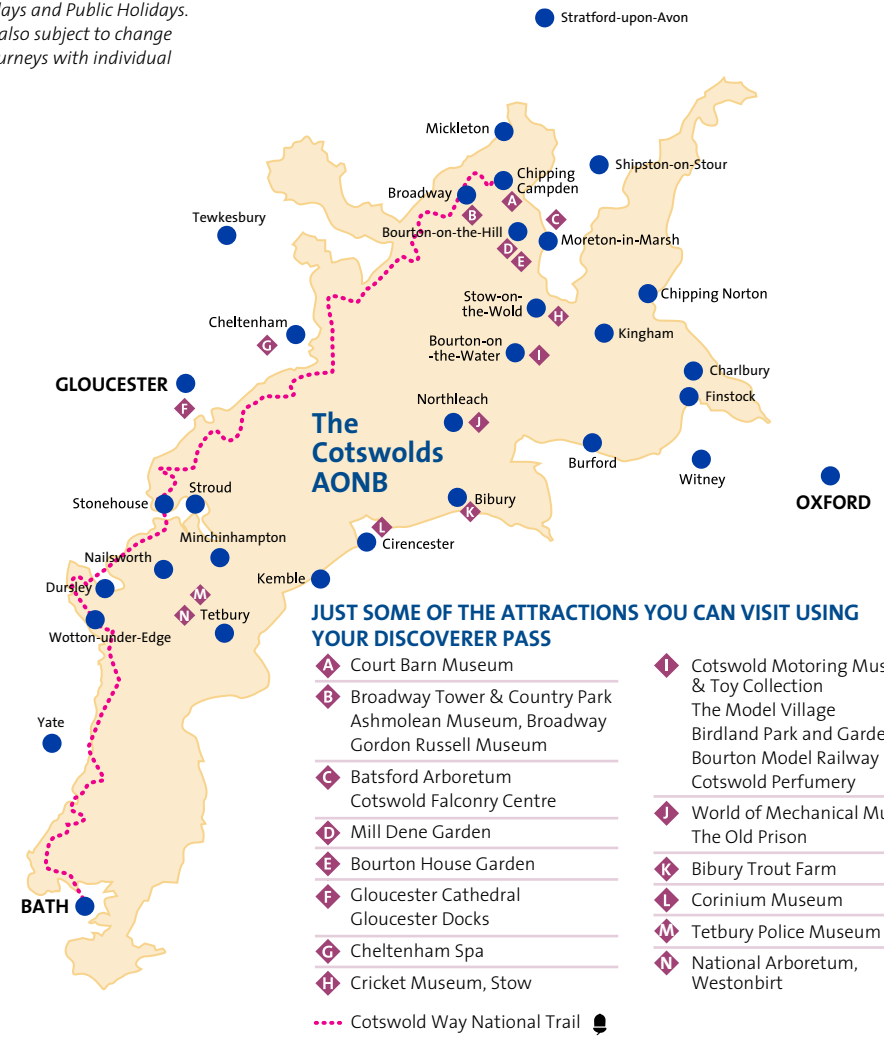 days and Public Holidays.
also subject to change
urneys with individual
Stratford-upon-Avon
Mickleton
Shipston-on-Stour
Chipping
Campden
Broadway
A
B
C
Tewkesbury
Bourton-on-the-Hill
Moreton-in-Marsh
D
E
Stow-on-
the-Wold
Chipping Norton
H
Cheltenham
G
Kingham
Bourton-on
-the-Water
I
Charlbury
GLOUCESTER
F
Finstock
Northleach
J
The
Cotswolds
AONB
Burford
Witney
OXFORD
Stonehouse
Stroud
Bibury
K
L
Cirencester
Minchinhampton
Nailsworth
Kemble
Dursley
M
N
Tetbury
Wotton-under-Edge
Yate
BATH
JUST SOME OF THE ATTRACTIONS YOU CAN VISIT USING
YOUR DISCOVERER PASS
A Court Barn Museum
B Broadway Tower & Country Park
Ashmolean Museum, Broadway
Gordon Russell Museum
C Batsford Arboretum
Cotswold Falconry Centre
D Mill Dene Garden
E Bourton House Garden
F Gloucester Cathedral
Gloucester Docks
G Cheltenham Spa
H Cricket Museum, Stow
Cotswold Way National Trail
I Cotswold Motoring Mus
& Toy Collection
The Model Village
Birdland Park and Garde
Bourton Model Railway
Cotswold Perfumery
J World of Mechanical Mu
The Old Prison
K Bibury Trout Farm
L Corinium Museum
M Tetbury Police Museum
N National Arboretum,
Westonbirt